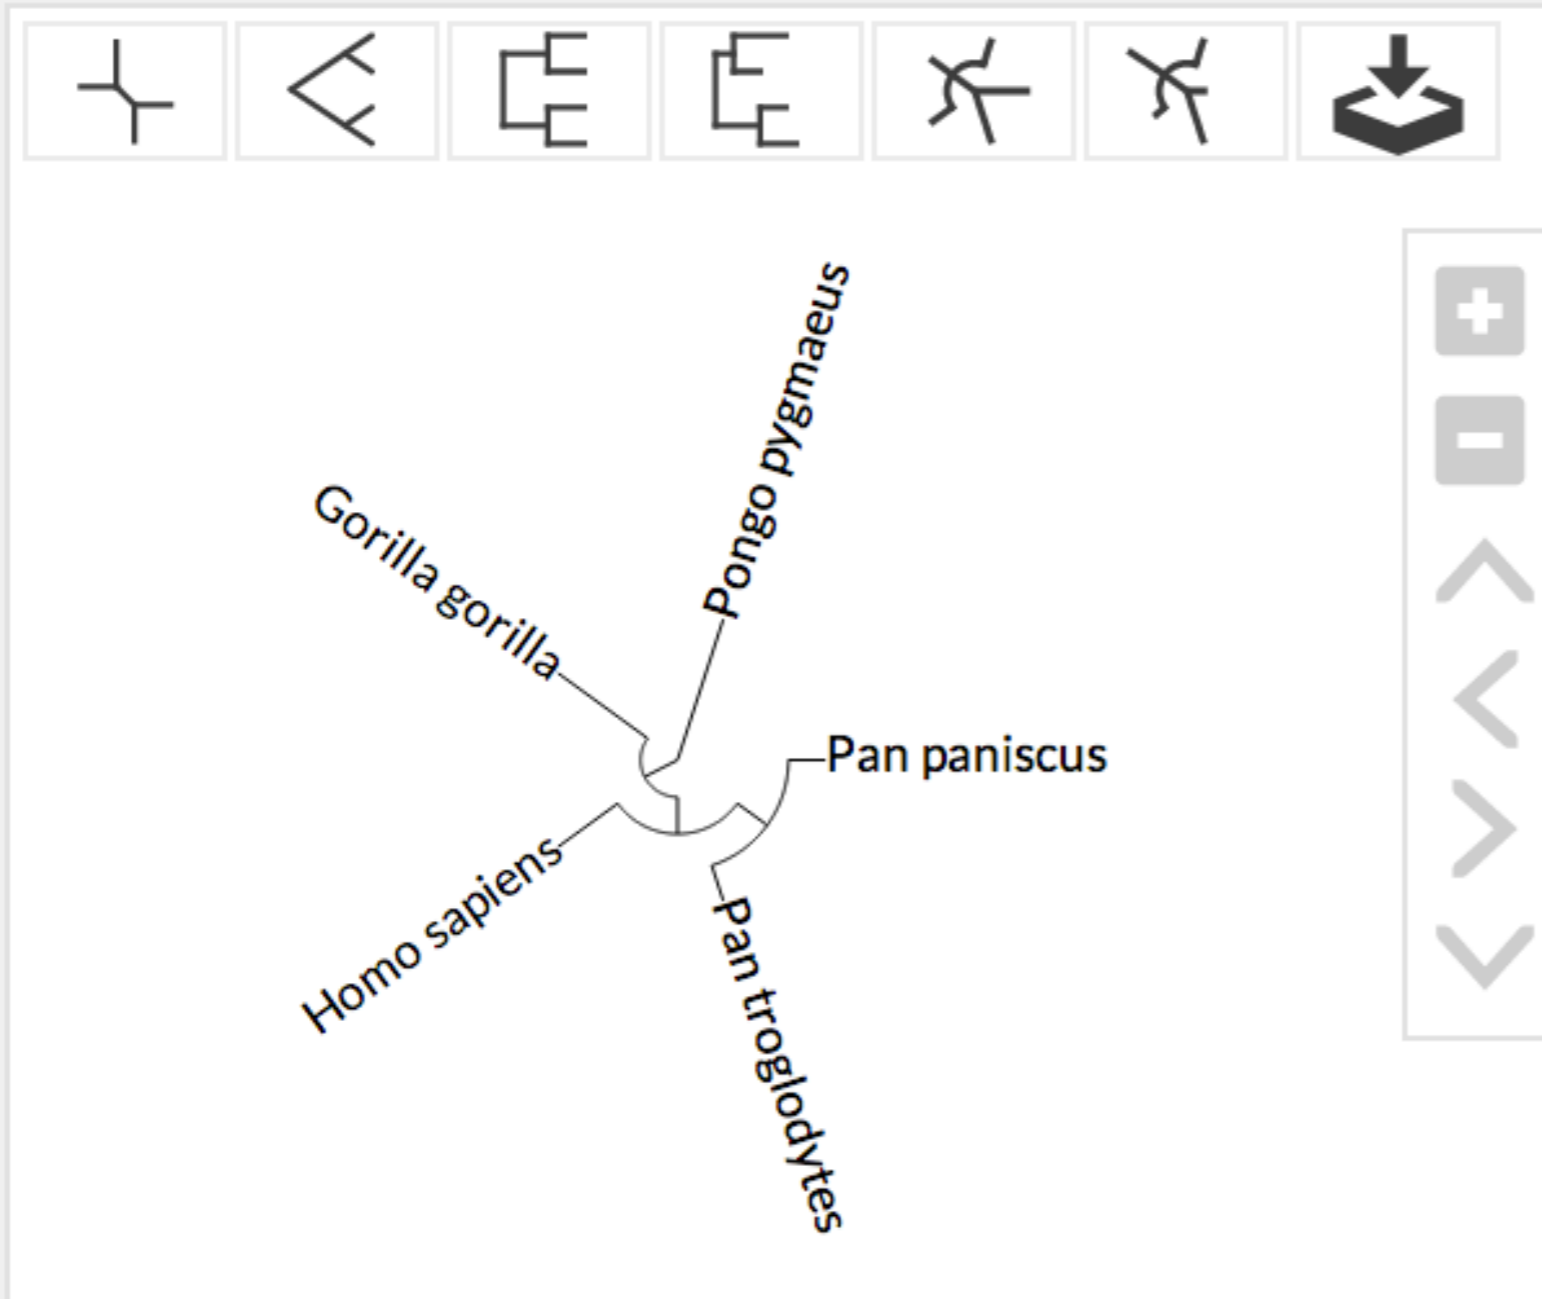 Pongo pygmaeus
Gorilla gorilla
Pan paniscus
Homo sapiens
Pan troglodytes